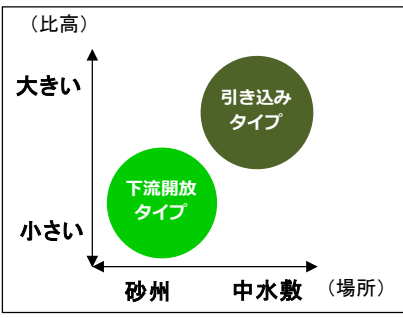 （比高）
大きい
引き込み
タイプ
下流開放
タイプ
小さい
砂州
中水敷
（場所）